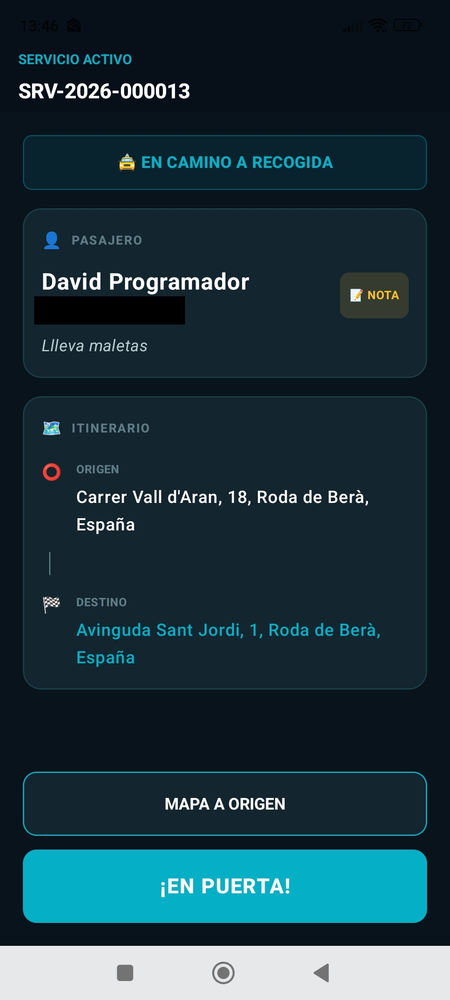 13:46
72
SERVICIO ACTIVO
SRV-2026-000013
EN CAMINO A RECOGIDA
PASAJERO
David Programador
NOTA
Llleva maletas
ITINERARIO
ORIGEN
Carrer Vall d'Aran, 18, Roda de Berà,
España
DESTINO
Avinguda Sant Jordi, 1, Roda de Berà,
España
MAPA A ORIGEN
¡EN PUERTA!